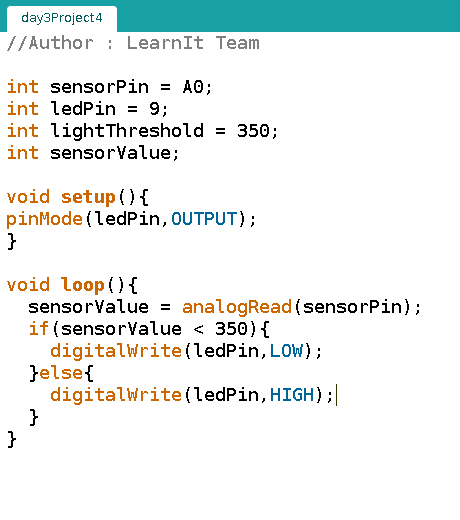 day3Project4
//Author : LearnIt Team
int sensorPin = A0;
int ledPin = 9;
int lightThreshold = 350;
int sensorValue;
void setup(){
pinMode(ledPin,OUTPUT);
}
void loop(){
  sensorValue = analogRead(sensorPin);
  if(sensorValue < 350){
    digitalWrite(ledPin,LOW);
  }else{
    digitalWrite(ledPin,HIGH);
  }
}